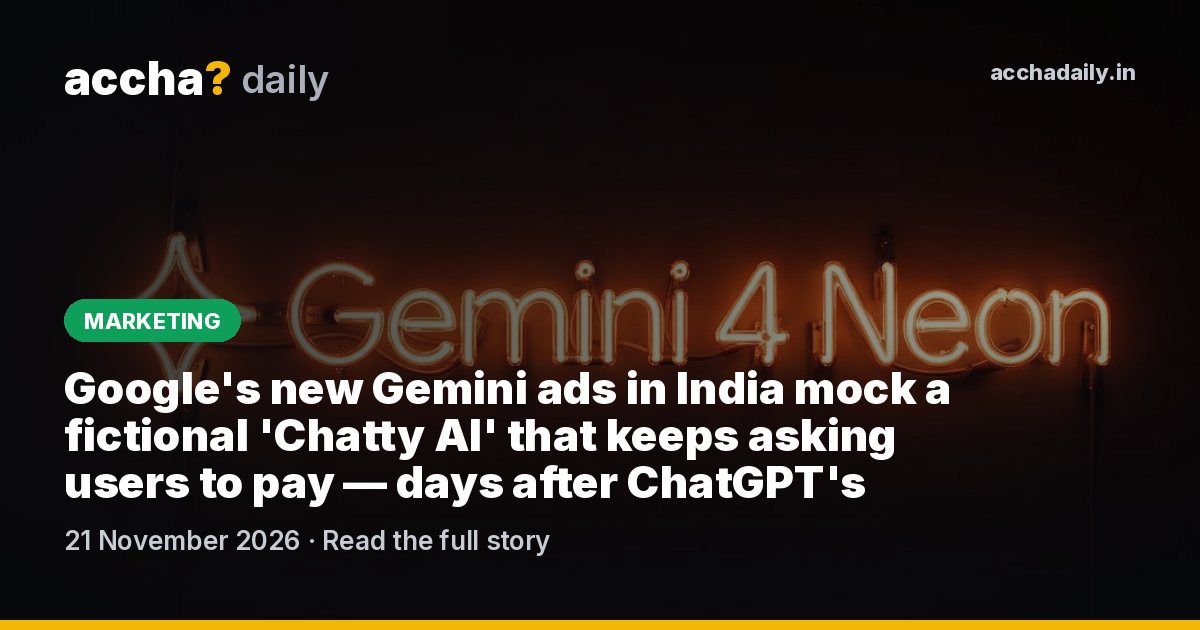 accha? daily
acchadaily.in
Gemini 4 Neon
MARKETING
Google's new Gemini ads in India mock a
fictional 'Chatty AI' that keeps asking
users to pay — days after ChatGPT's
21 November 2026 · Read the full story